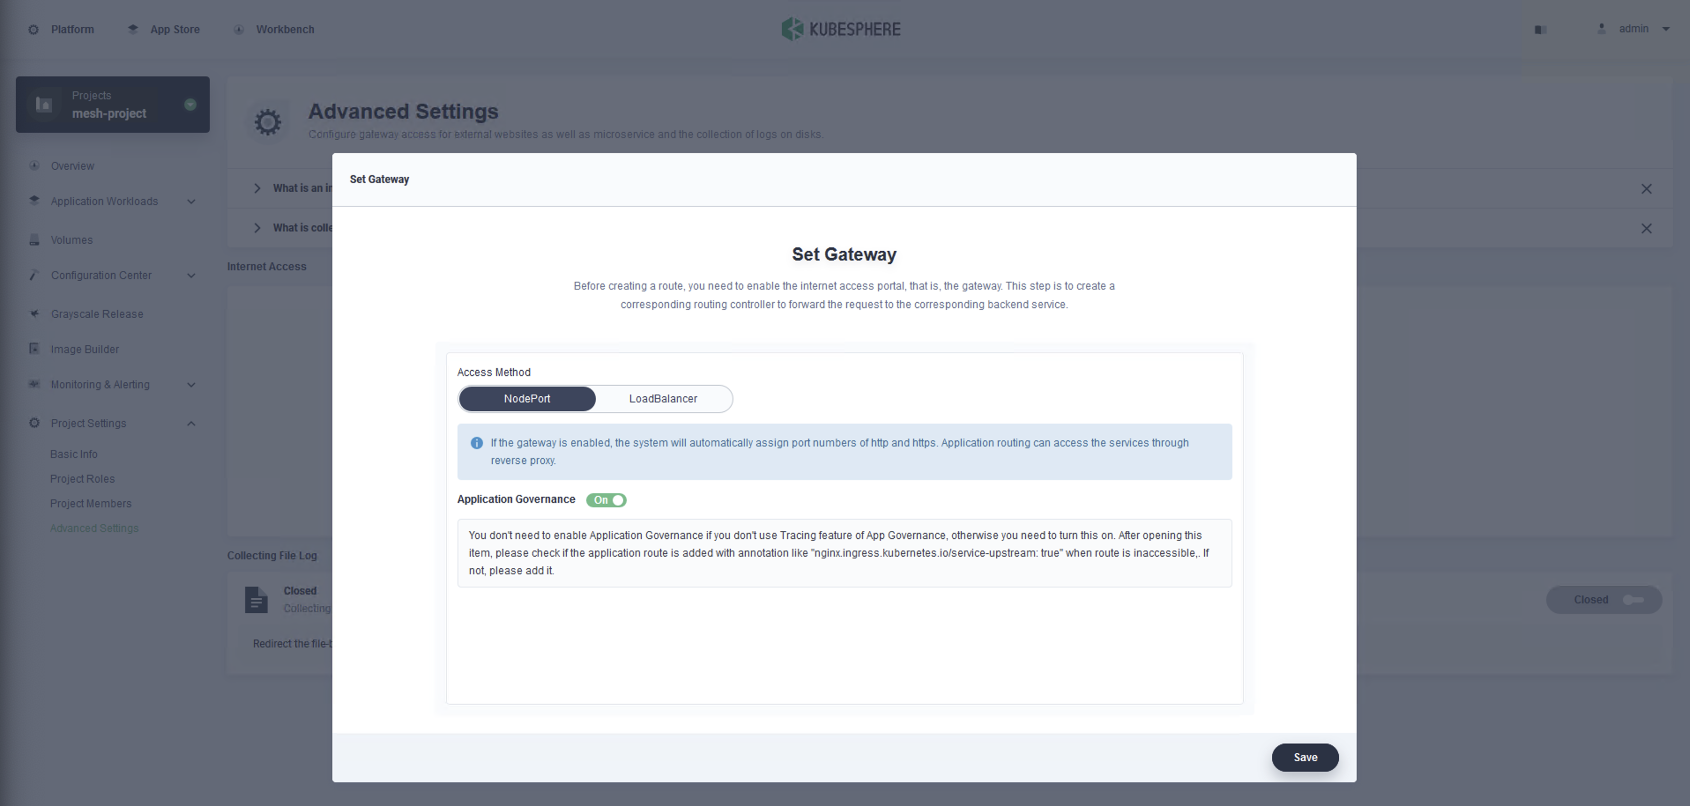 Platform
App Store
Workbench
KUBESPHERE
admin
Projects
mesh-project
Overview
Application Workloads
Volumes
Configuration Center
Grayscale Release
Image Builder
Monitoring & Alerting
Project Settings
Basic Info
Project Roles
Project Members
Advanced Settings
Advanced Settings
Configure gateway access for external websites as well as microservice and the collection of logs on disks.
What is an in
What is colle
Internet Access
Collecting File Log
Closed
Collecting
Redirect the file-
Closed
Set Gateway
Set Gateway
Before creating a route, you need to enable the internet access portal, that is, the gateway. This step is to create a
corresponding routing controller to forward the request to the corresponding backend service.
Access Method
NodePort
LoadBalancer
If the gateway is enabled, the system will automatically assign port numbers of http and https. Application routing can access the services through
reverse proxy.
Application Governance
On
You don't need to enable Application Governance if you don't use Tracing feature of App Governance, otherwise you need to turn this on. After opening this
item, please check if the application route is added with annotation like "nginx.ingress.kubernetes.io/service-upstream: true" when route is inaccessible,. If
not, please add it.
Save